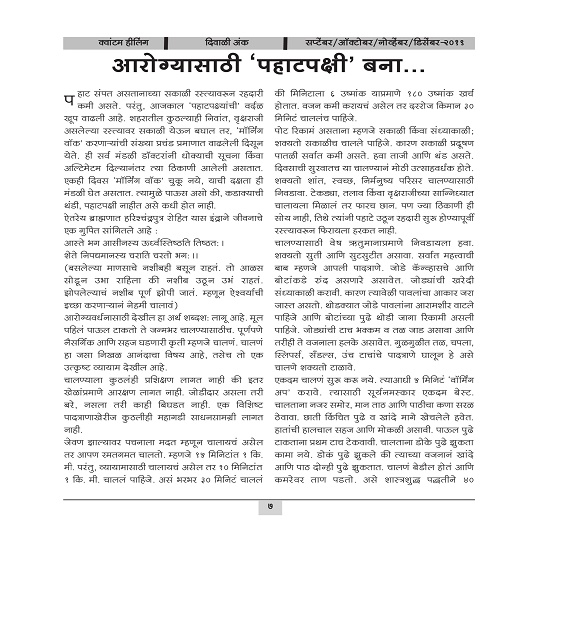 क्वांटम हीलिंग दिवाळी अंक सप्टेंबर/ऑक्टोबर/नोव्हेंबर/डिसेंबर-२०१९
आरोग्यासाठी ‘पहाटपक्षी’ बना...
पहाट संपत असतानाच्या सकाळी रस्त्यावरून रहदारी
कमी असते. परंतु, आजकाल ‘पहाटपक्ष्यांची’ वर्दळ
खूप वाढली आहे. शहरातील कुठल्याही निवांत, वृक्षराजी
असलेल्या रस्त्यावर सकाळी येऊन बघाल तर, ‘मॉर्निंग
वॉक’ करणाऱ्यांची संख्या प्रचंड प्रमाणात वाढलेली दिसून
येते. ही सर्व मंडळी डॉक्टरांनी धोक्याची सूचना किंवा
अल्टिमेटम दिल्यानंतर त्या ठिकाणी आलेली असतात.
एकही दिवस ‘मॉर्निंग वॉक’ चुकू नये, याची दक्षता ही
मंडळी घेत असतात. त्यामुळे पाऊस असो की, कडाक्याची
थंडी, पहाटपक्षी नाहीत असे कधी होत नाही.
ऐतरेय ब्राह्मणात हरिश्चंद्रपुत्र रोहित यास इंद्राने जीवनाचे
एक गुपित सांगितले आहे :
आस्ते भग आसीनस्य ऊर्ध्वस्तिष्ठति तिष्ठतः।
शेते निपद्यमानस्य चराति चरतो भगः।।
(बसलेल्या माणसाचे नशीबही बसून राहतं. तो आळस
सोडून उभा राहिला की नशीबही उठून उभं राहतं.
झोपलेल्याचं नशीब पूर्ण झोपी जातं. म्हणून ऐश्वर्याची
इच्छा करणाऱ्यानं नेहमी चालावं)
आरोग्यवर्धनासाठी देखील हा अर्थ शब्दशः लागू आहे. मूल
पहिलं पाऊल टाकतो ते जन्मभर चालण्यासाठीच. पूर्णपणे
नैसर्गिक आणि सहज घडणारी कृती म्हणजे चालणं. चालणं
हा जसा निखळ आनंदाचा विषय आहे, तसेच तो एक
उत्कृष्ट व्यायाम देखील आहे.
चालण्याला कुठलंही प्रशिक्षण लागत नाही की इतर
खेळांप्रमाणे आरक्षण लागत नाही. जोडीदार असला तरी
बरे, नसला तरी काही बिघडत नाही. एक विशिष्ट
पादत्राणाखेरीज कुठलीही महागडी साधनसामग्री लागत
नाही.
जेवण झाल्यावर पचनाला मदत म्हणून चालायचं असेल
तर आपण रमतगमत चालतो. म्हणजे १५ मिनिटांत १ कि.
मी. परंतु, व्यायामासाठी चालायचं असेल तर १० मिनिटांत
१ कि. मी. चाललं पाहिजे. असं भरभर ३० मिनिटं चाललं
की मिनिटाला ६ उष्मांक याप्रमाणे १८० उष्मांक खर्च
होतात. वजन कमी करायचं असेल तर दररोज किमान ३०
मिनिटं चाललंच पाहिजे.
पोट रिकामं असताना म्हणजे सकाळी किंवा संध्याकाळी;
शक्यतो सकाळीच चालले पाहिजे. कारण सकाळी प्रदूषण
पातळी सर्वात कमी असते. हवा ताजी आणि थंड असते.
दिवसाची सुरुवातच या चालण्यानं मोठी उत्साहवर्धक होते.
शक्यतो शांत, स्वच्छ, निर्मनुष्य परिसर चालण्यासाठी
निवडावा. टेकड्या, तलाव किंवा वृक्षराजीच्या सान्निध्यात
चालायला मिळालं तर फारच छान. पण ज्या ठिकाणी ही
सोय नाही, तिथे त्यांनी पहाटे उठून रहदारी सुरू होण्यापूर्वी
रस्त्यावरून फिरायला हरकत नाही.
चालण्यासाठी वेष ऋतुमानाप्रमाणे निवडायला हवा.
शक्यतो सुती आणि सुटसुटीत असावा. सर्वात महत्त्वाची
बाब म्हणजे आपली पादत्राणे. जोडे कॅन्व्हासचे आणि
बोटांकडे रुंद असणारे असावेत. जोड्यांची खरेदी
संध्याकाळी करावी. कारण त्यावेळी पावलांचा आकार जरा
जास्त असतो. थोडक्यात जोडे पावलांना आरामशीर वाटले
पाहिजे आणि बोटांच्या पुढे थोडी जागा रिकामी असली
पाहिजे. जोड्यांची टाच भक्कम व तळ जाड असावा आणि
तरीही ते वजनाला हलके असावेत. गुळगुळीत तळ, चपला,
स्लिपर्स, सँडल्स, उंच टाचांचे पादत्राणे घालून हे असे
चालणे शक्यतो टाळावे.
एकदम चालणं सुरू करू नये. त्याआधी ५ मिनिटं ‘वॉर्मिंग
अप’ करावे. त्यासाठी सूर्यनमस्कार एकदम बेस्ट.
चालताना नजर समोर, मान ताठ आणि पाठीचा कणा सरळ
ठेवावा. छाती किंचित पुढे व खांदे मागे खेचलेले हवेत.
हातांची हालचाल सहज आणि मोकळी असावी. पाऊल पुढे
टाकताना प्रथम टाच टेकवावी. चालताना डोके पुढे झुकता
कामा नये. डोकं पुढे झुकले की त्याच्या वजनानं खांदे
आणि पाठ दोन्ही पुढे झुकतात. चालणं बेडौल होतं आणि
कमरेवर ताण पडतो. असे शास्त्रशुद्ध पद्धतीने ४०
७